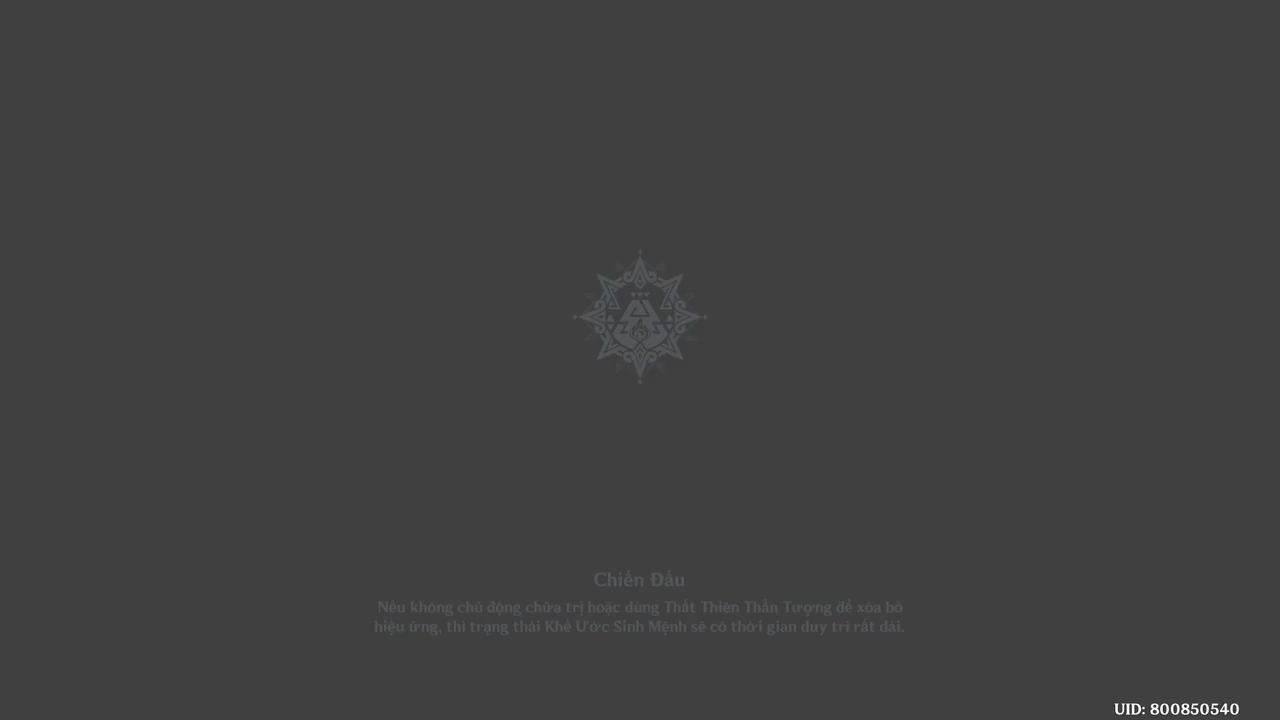 Chiến Đấu
Nếu không chủ động chữa trị hoặc dùng Thất Thiên Thần Tượng để xóa bỏ
hiệu ứng, thì trạng thái Khế Ước Sinh Mệnh sẽ có thời gian duy trì rất dài.
UID: 800850540